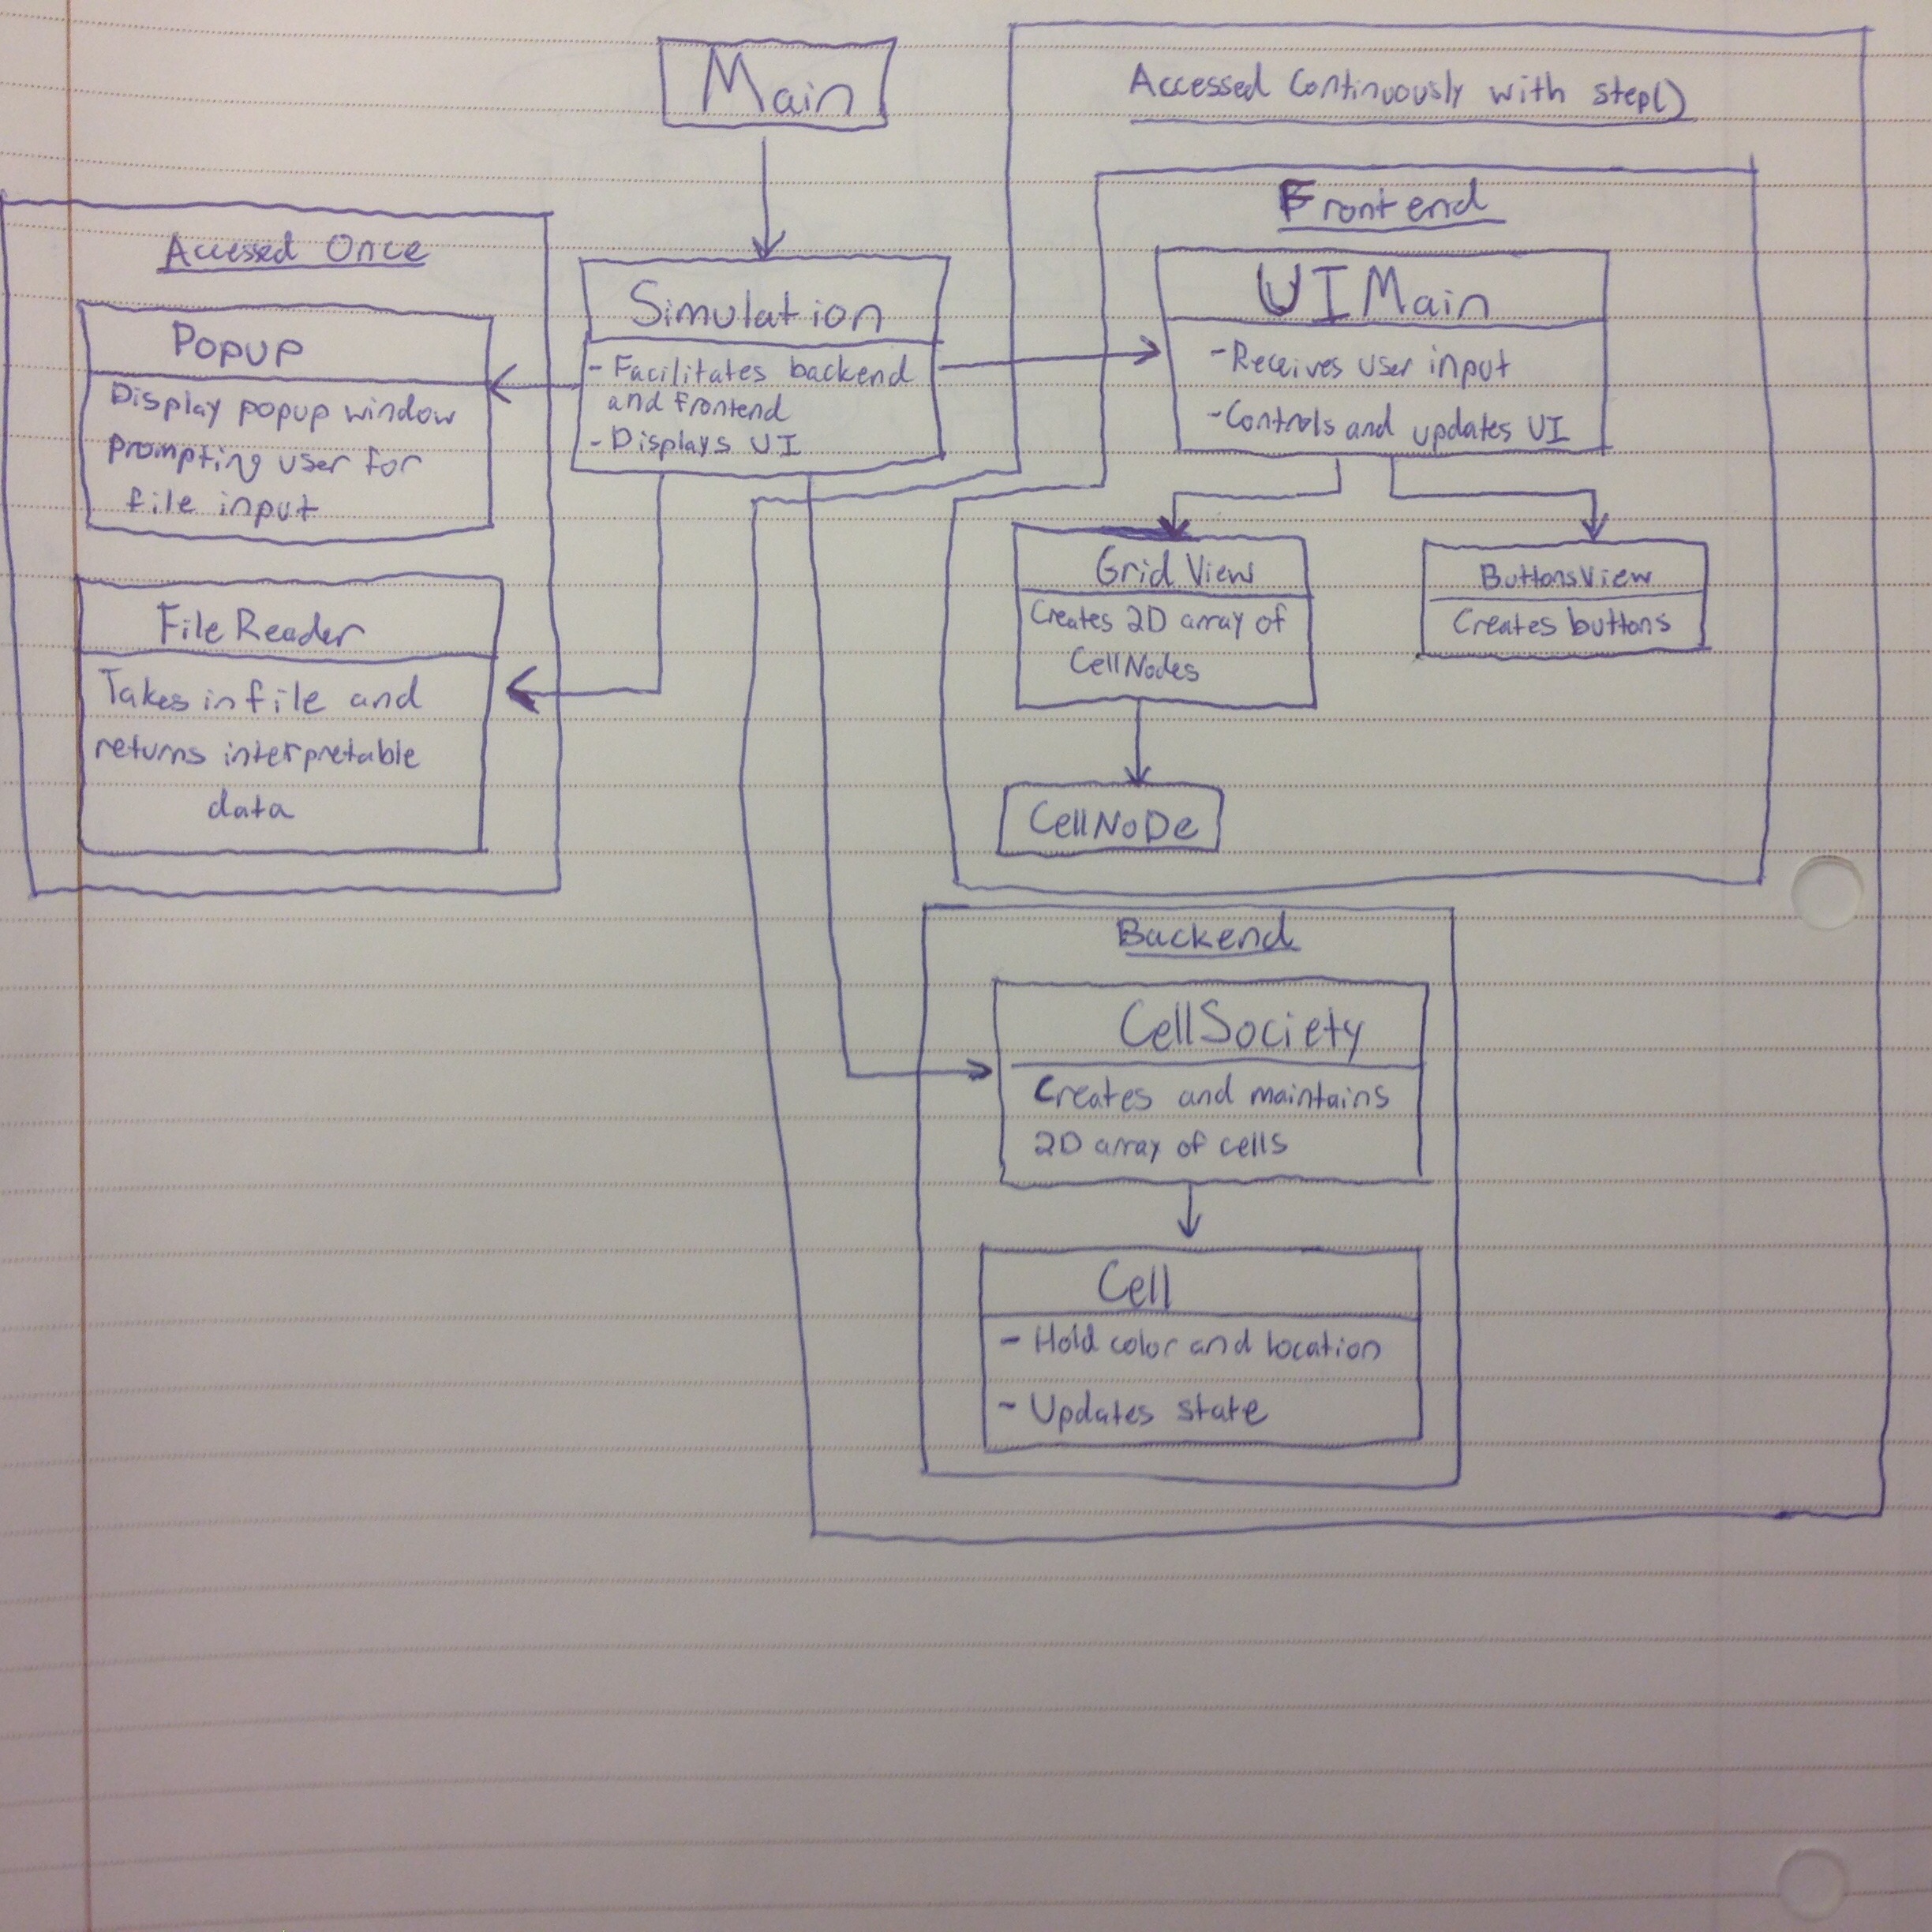 Main
Accessed Continuously with step()
Accessed Once
Popup
Display popup window
prompting user for
file input
FileReader
Takes in file and
returns interpretable
data
Simulation
- Facilitates backend
and frontend
- Displays UI
Frontend
UIMain
- Receives user input
- Controls and updates UI
Grid View
Creates 2D array of
CellNodes
ButtonsView
Creates buttons
CellNoDe
Backend
CellSociety
Creates and maintains
2D array of cells
Cell
- Hold color and location
- Updates state